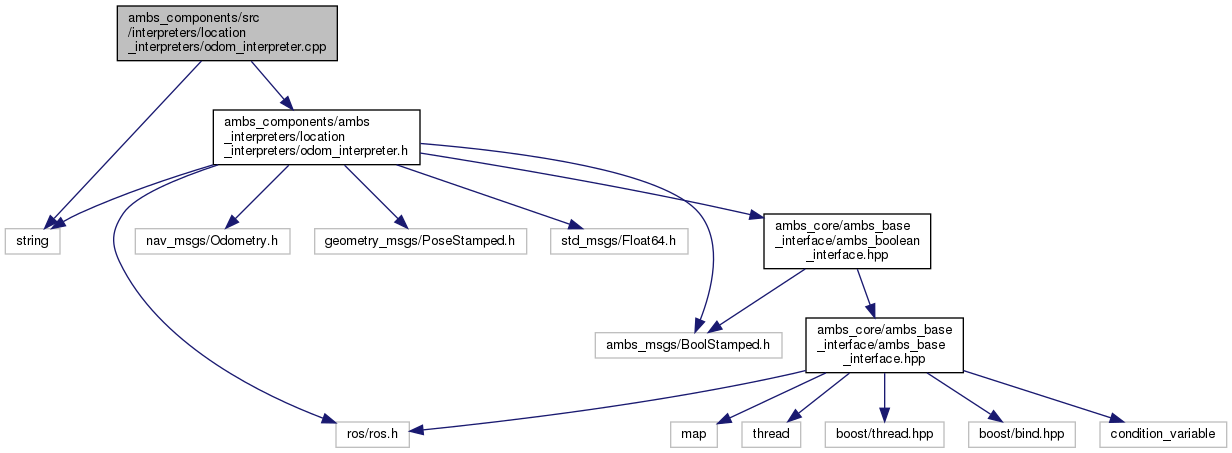 ambs_components/src
/interpreters/location
_interpreters/odom_interpreter.cpp
ambs_components/ambs
_interpreters/location
_interpreters/odom_interpreter.h
string
nav_msgs/Odometry.h
geometry_msgs/PoseStamped.h
std_msgs/Float64.h
ambs_core/ambs_base
_interface/ambs_boolean
_interface.hpp
ambs_msgs/BoolStamped.h
ambs_core/ambs_base
_interface/ambs_base
_interface.hpp
ros/ros.h
map
thread
boost/thread.hpp
boost/bind.hpp
condition_variable